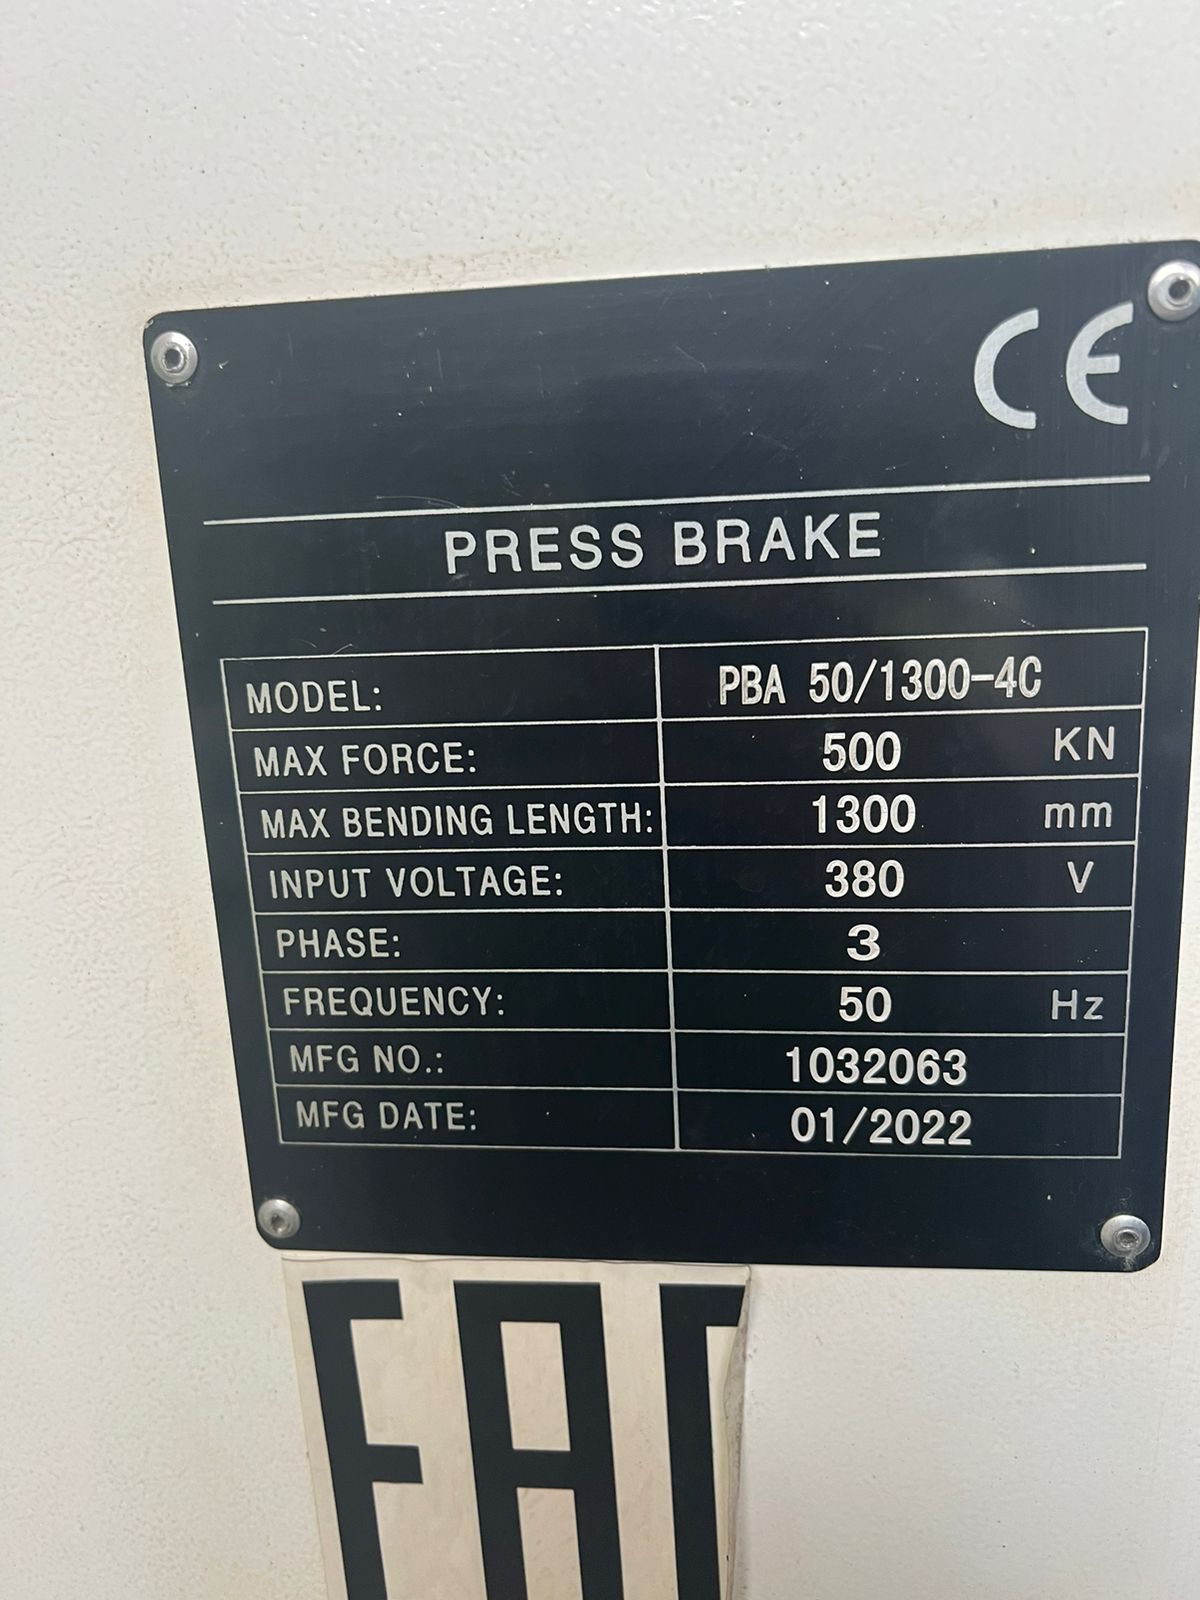 CE
PRESS BRAKE
MODEL: PBA 50/1300-4C
MAX FORCE: 500 KN
MAX BENDING LENGTH: 1300 mm
INPUT VOLTAGE: 380 V
PHASE: 3
FREQUENCY: 50 Hz
MFG NO.: 1032063
MFG DATE: 01/2022
EAC